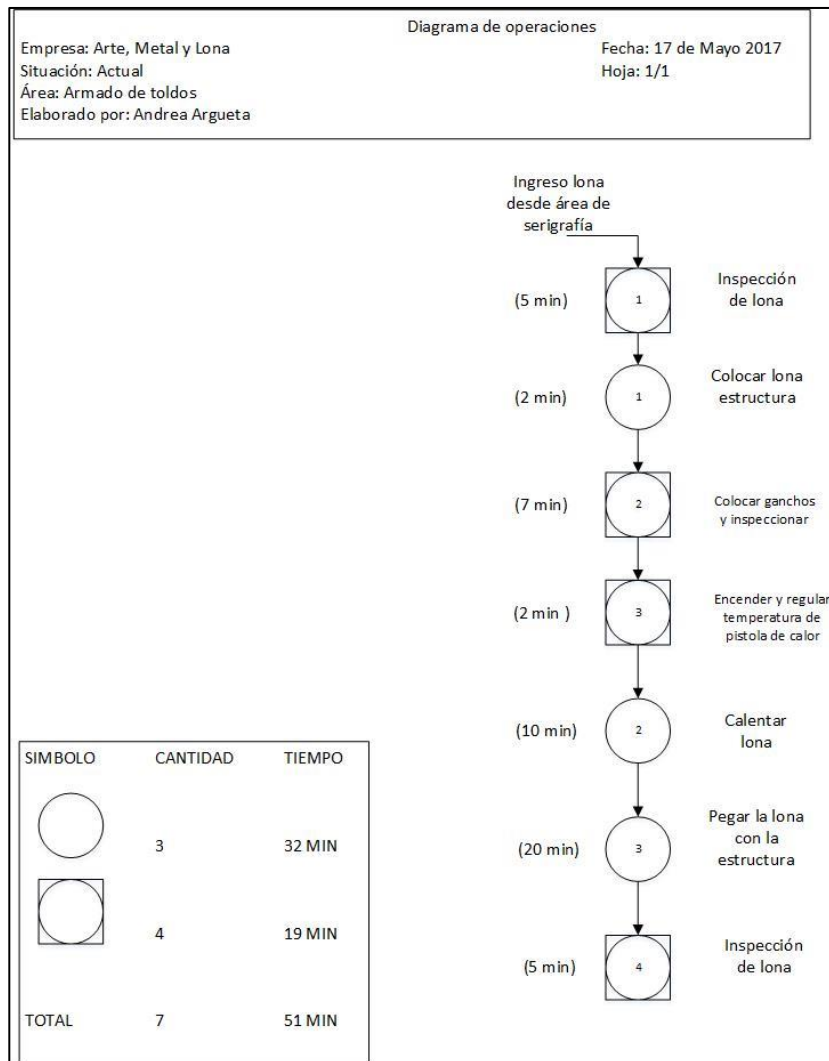 Diagrama de operaciones
Empresa: Arte, Metal y Lona
Fecha: 17 de Mayo 2017
Situación: Actual
Hoja: 1/1
Área: Armado de toldos
Elaborado por: Andrea Argueta
Ingreso lona
desde área de
serigrafía
(5 min)
1
Inspección
de lona
(2 min)
1
Colocar lona
estructura
(7 min)
2
Colocar ganchos
y inspeccionar
(2 min )
3
Encender y regular
temperatura de
pistola de calor
(10 min)
2
Calentar
lona
(20 min)
3
Pegar la lona
con la
estructura
(5 min)
4
Inspección
de lona
SIMBOLO CANTIDAD TIEMPO
3 32 MIN
4 19 MIN
TOTAL 7 51 MIN